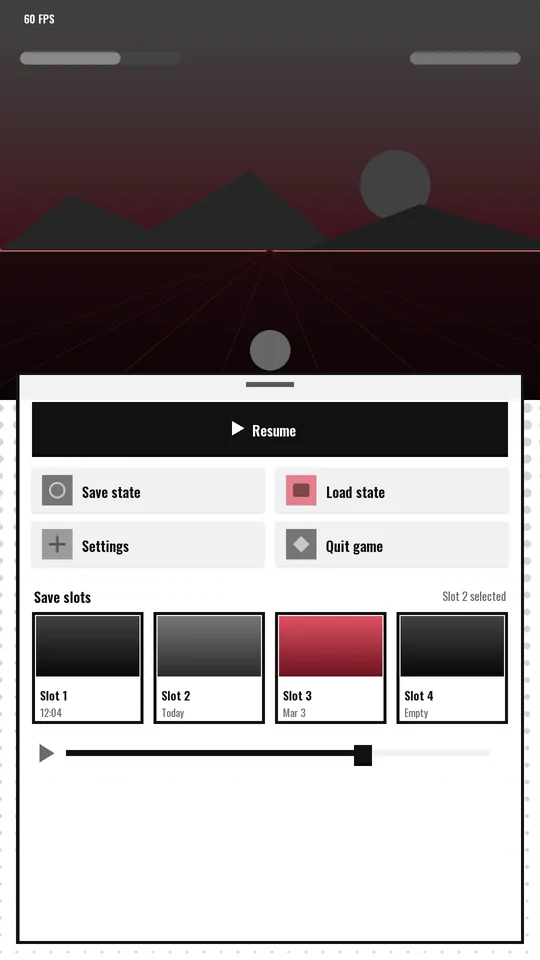 60 FPS
Resume
Save state
Load state
Settings
Quit game
Save slots
Slot 2 selected
Slot 1
12:04
Slot 2
Today
Slot 3
Mar 3
Slot 4
Empty